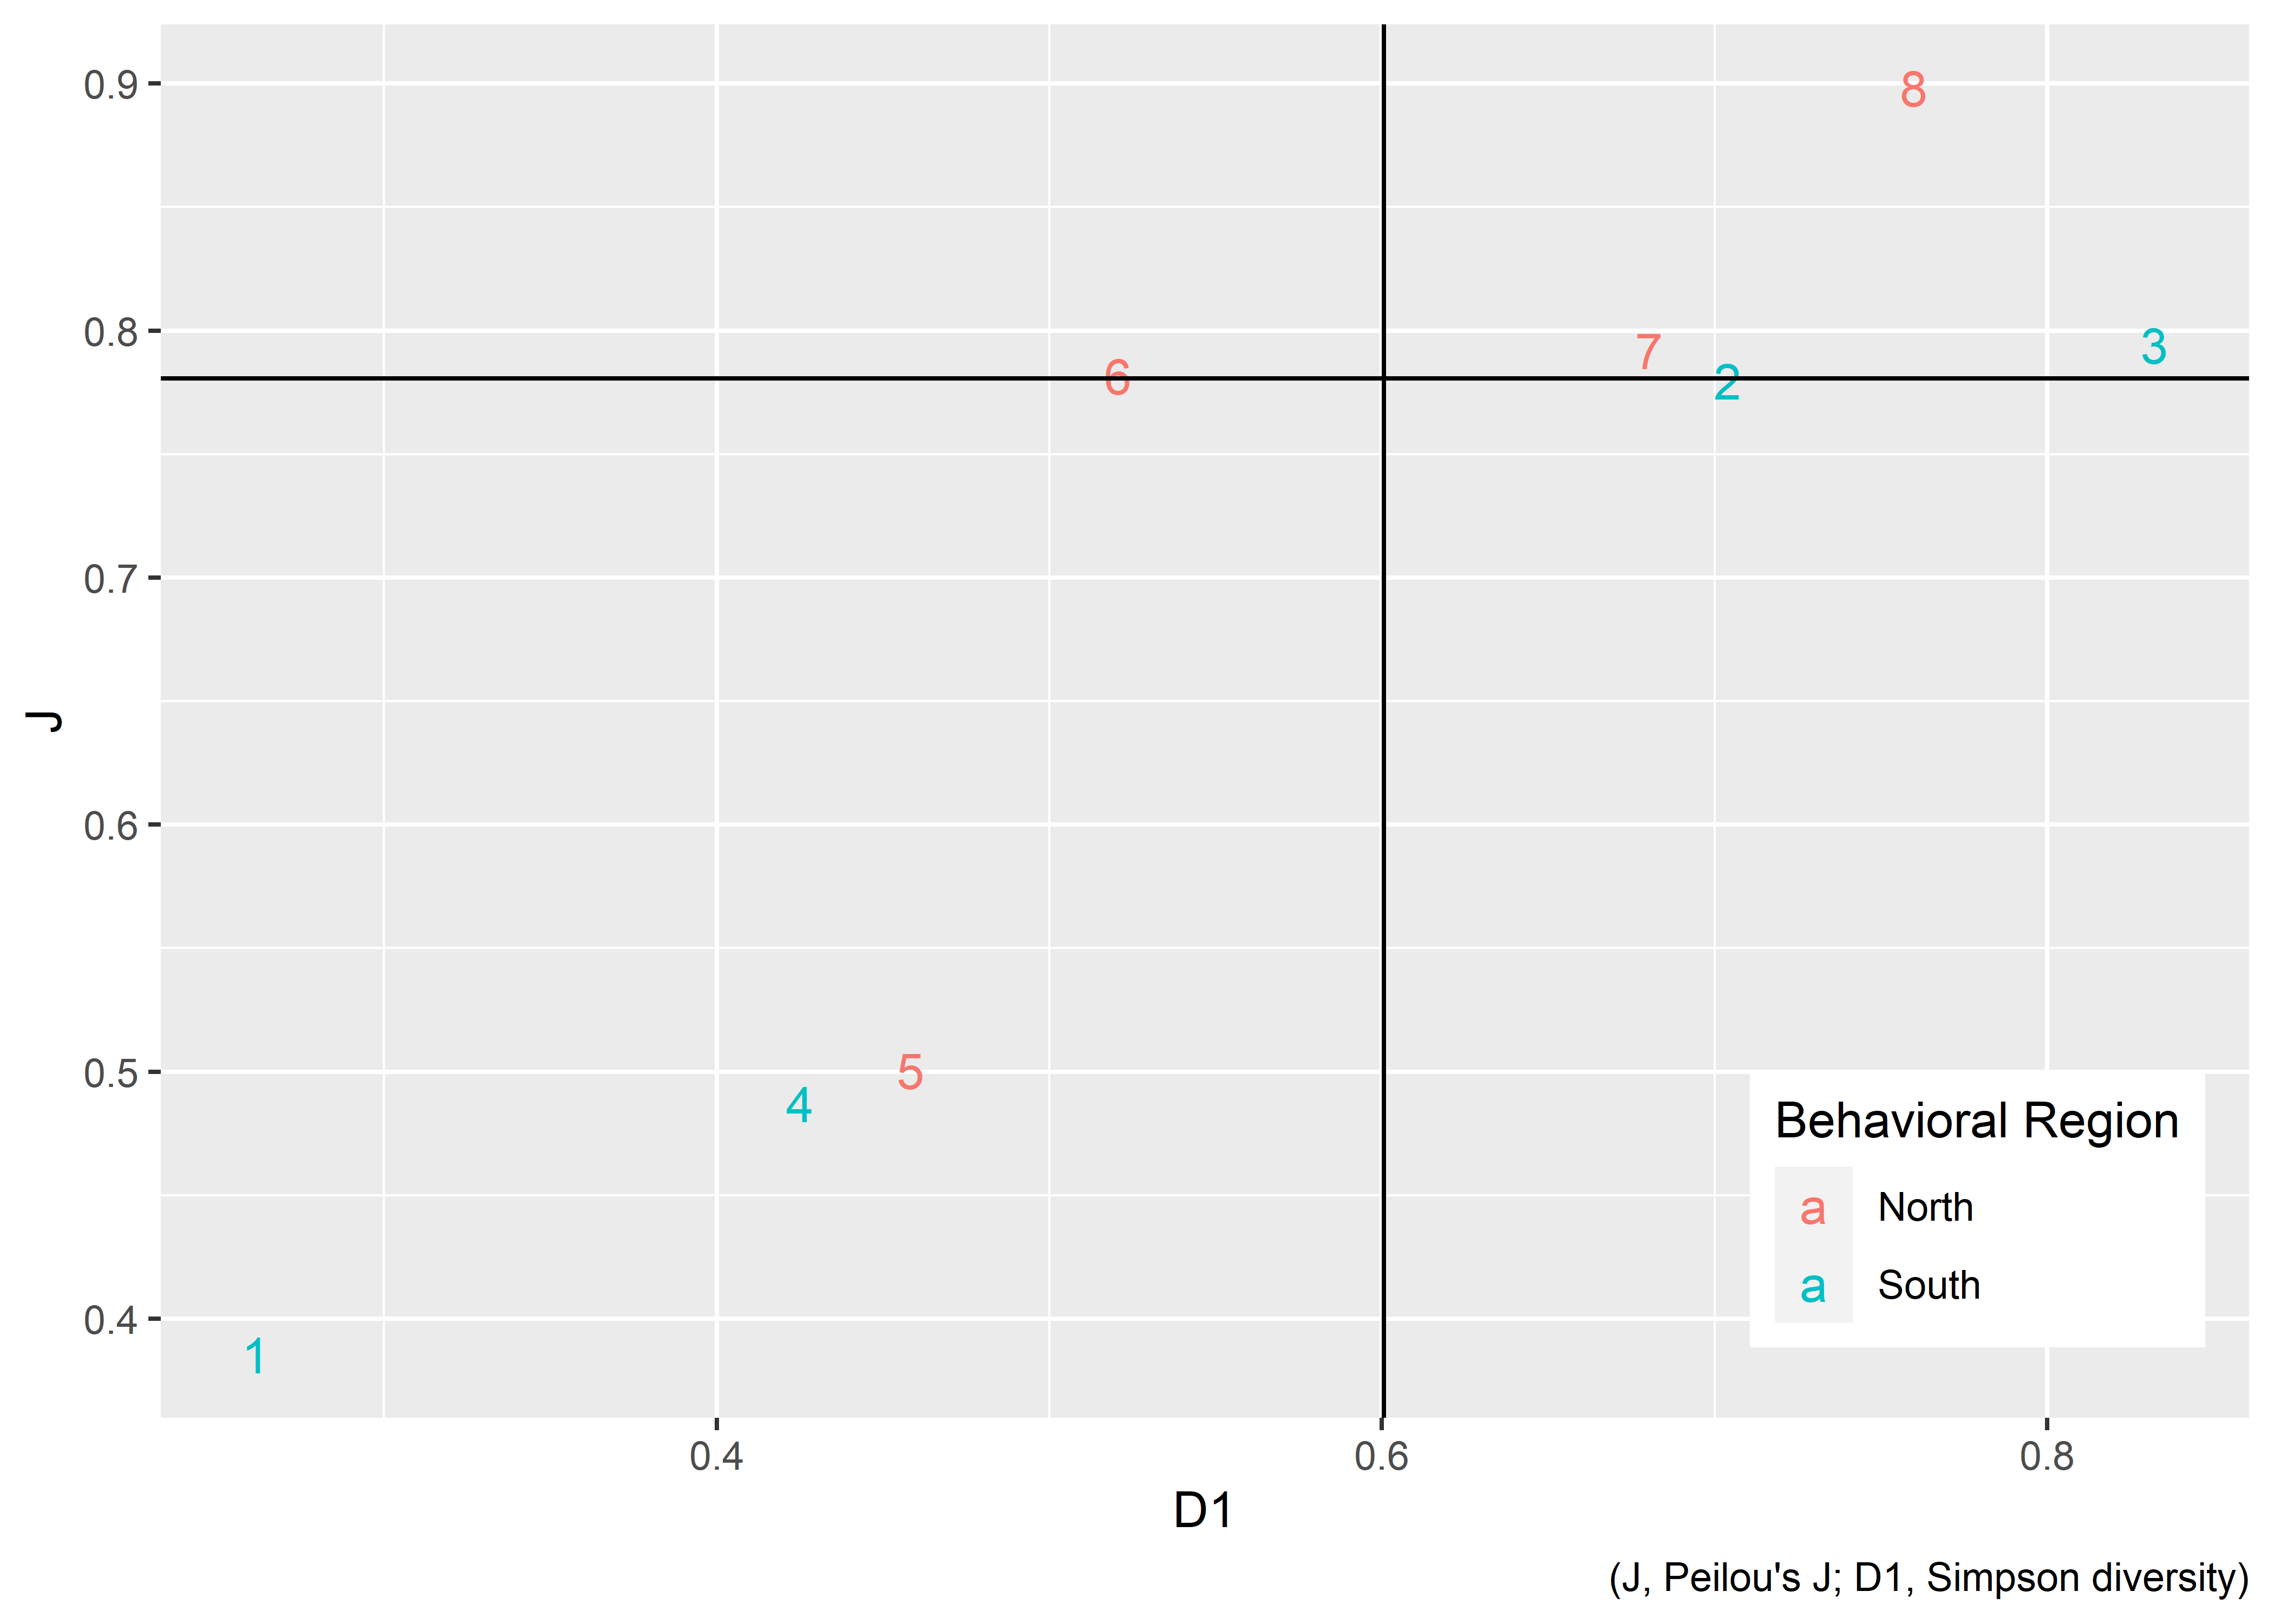 0.9
8
0.8
3
7
6
2
0.7
J
0.6
5
0.5
4
Behavioral Region
a North
a South
0.4
1
0.4 0.6 0.8
D1
(J, Peilou's J; D1, Simpson diversity)